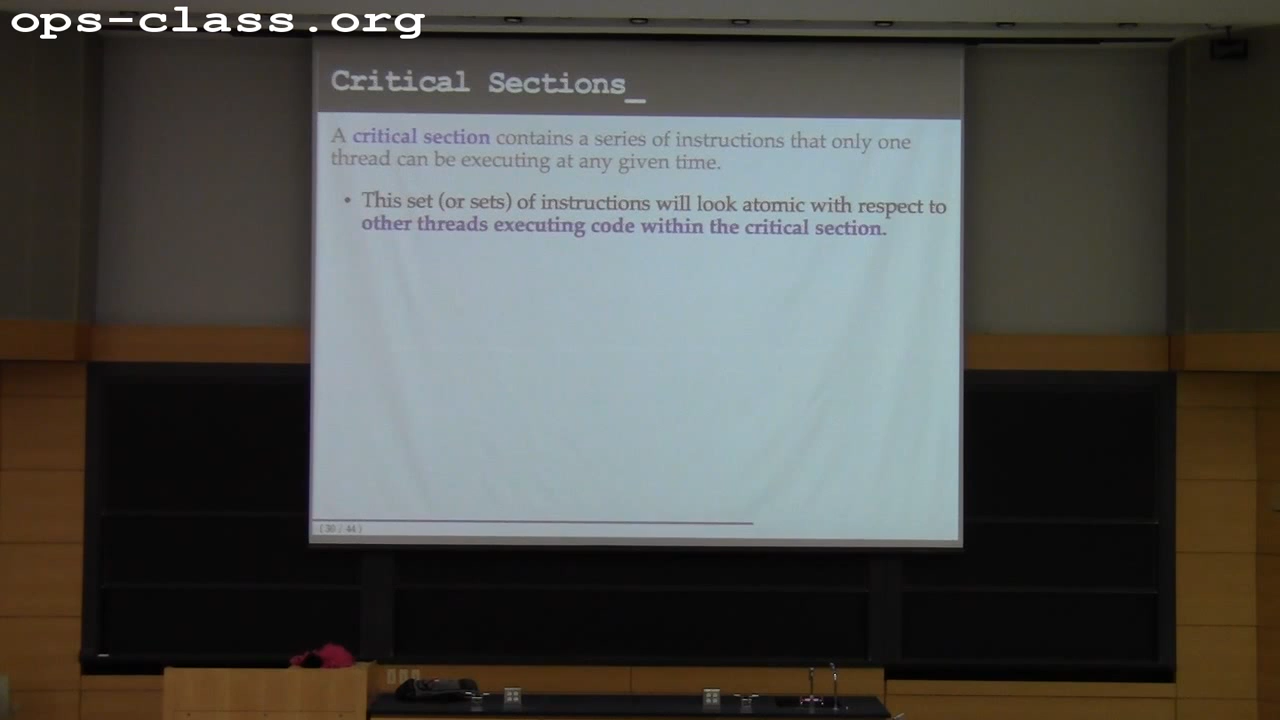 ops-class.org
Critical Sections_
A critical section contains a series of instructions that only one
thread can be executing at any given time.
• This set (or sets) of instructions will look atomic with respect to
other threads executing code within the critical section.
( 30 / 44 )